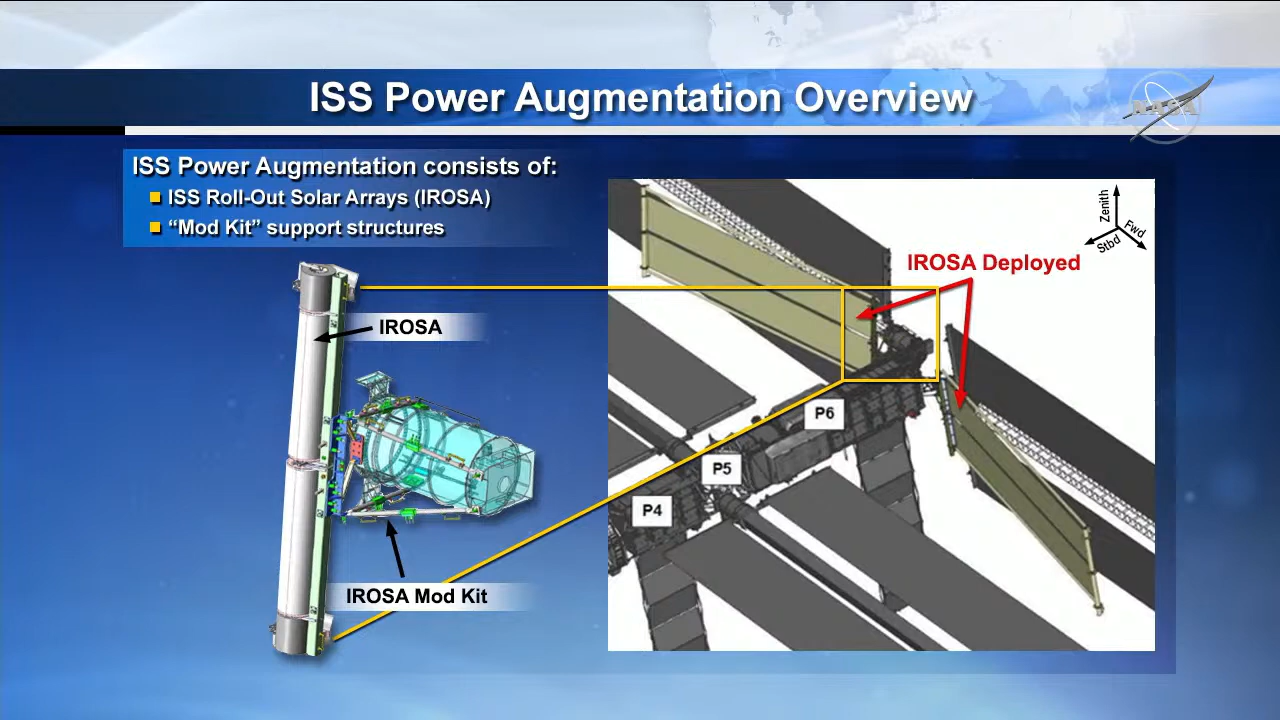 ISS Power Augmentation Overview
NASA
ISS Power Augmentation consists of:
ISS Roll-Out Solar Arrays (IROSA)
“Mod Kit” support structures
Zenith
Fwd
Stbd
IROSA Deployed
IROSA
P6
P5
P4
IROSA Mod Kit